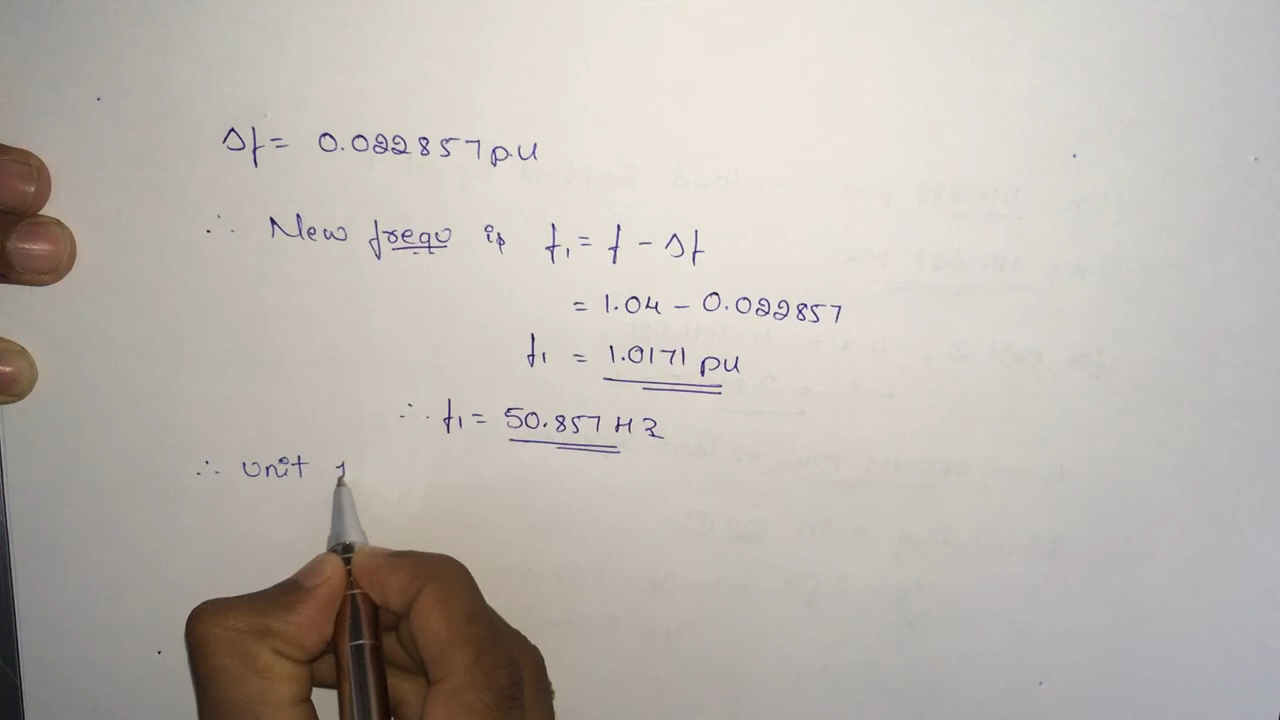 Δf = 0.022857 p.u
∴ New frequ is f₁ = f - Δf
= 1.04 - 0.022857
f₁ = 1.0171 pu
∴ f₁ = 50.857 HZ
∴ unit 1